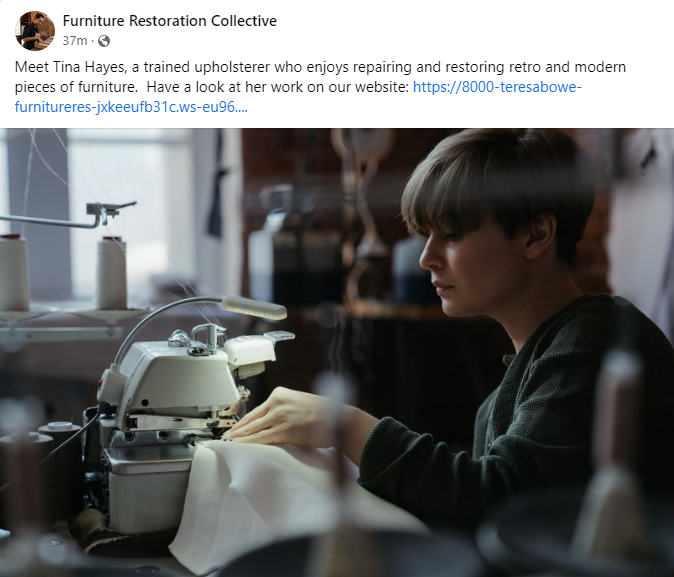 Furniture Restoration Collective
37m ·
Meet Tina Hayes, a trained upholsterer who enjoys repairing and restoring retro and modern
pieces of furniture.  Have a look at her work on our website: https://8000-teresabowe-
furnitureres-jxkeeufb31c.ws-eu96....